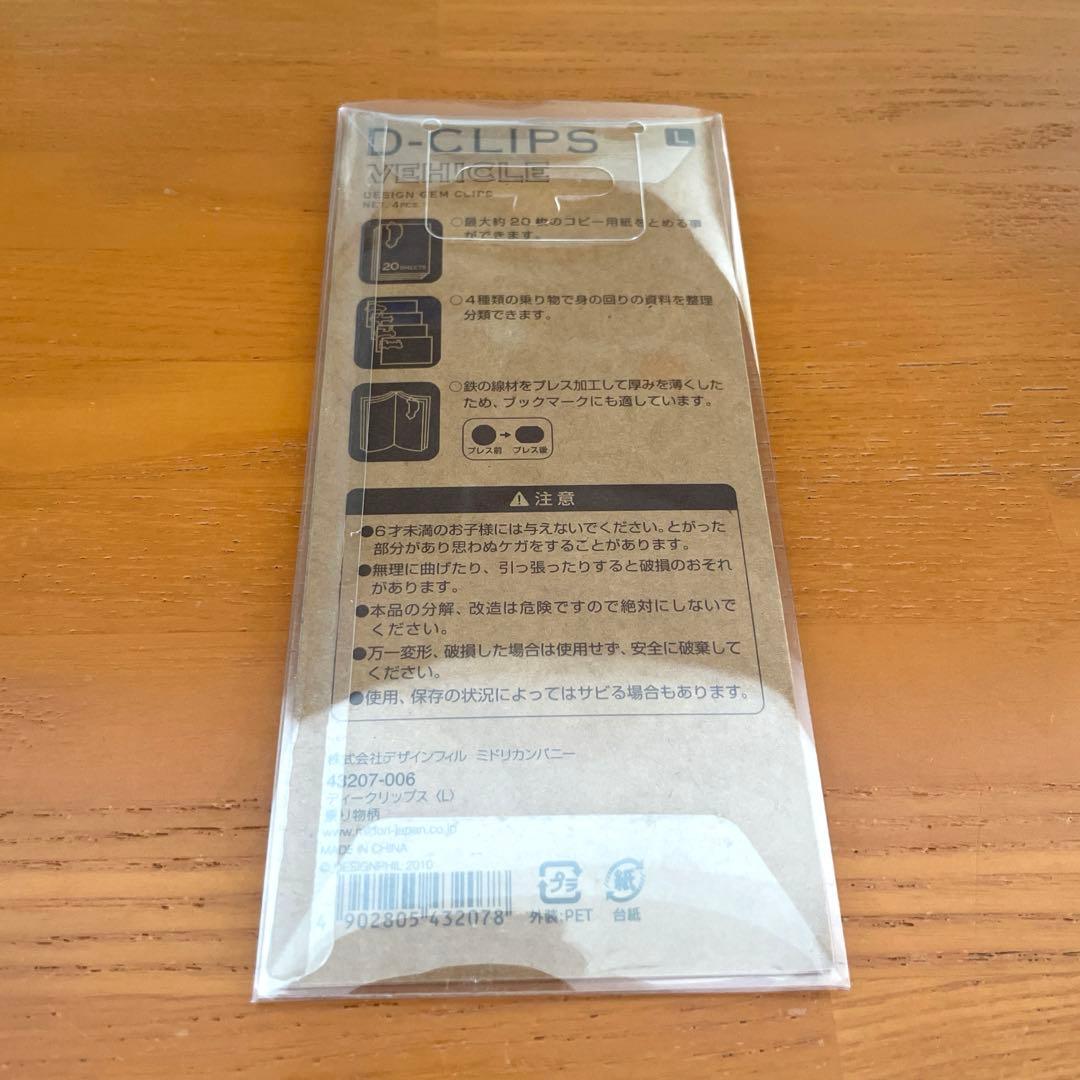 D-CLIPS L
VEHICLE
DESIGN GEM CLIPS
NET. 4PCS.
20 SHEETS
○最大約20枚のコピー用紙をとめる事
ができます。
○4種類の乗り物で身の回りの資料を整理
分類できます。
○鉄の線材をプレス加工して厚みを薄くした
ため、ブックマークにも適しています。
プレス前 プレス後
注意
●6才未満のお子様には与えないでください。とがった
部分があり思わぬケガをすることがあります。
●無理に曲げたり、引っ張ったりすると破損のおそれ
があります。
●本品の分解、改造は危険ですので絶対にしないで
ください。
●万一変形、破損した場合は使用せず、安全に破棄して
ください。
●使用、保存の状況によってはサビる場合もあります。
株式会社デザインフィル ミドリカンパニー
43207-006
ディークリップス〈L〉
乗り物柄
www.midori-japan.co.jp
MADE IN CHINA
© DESIGNPHIL 2010
4 902805 432078
プラ 紙
外装:PET 台紙